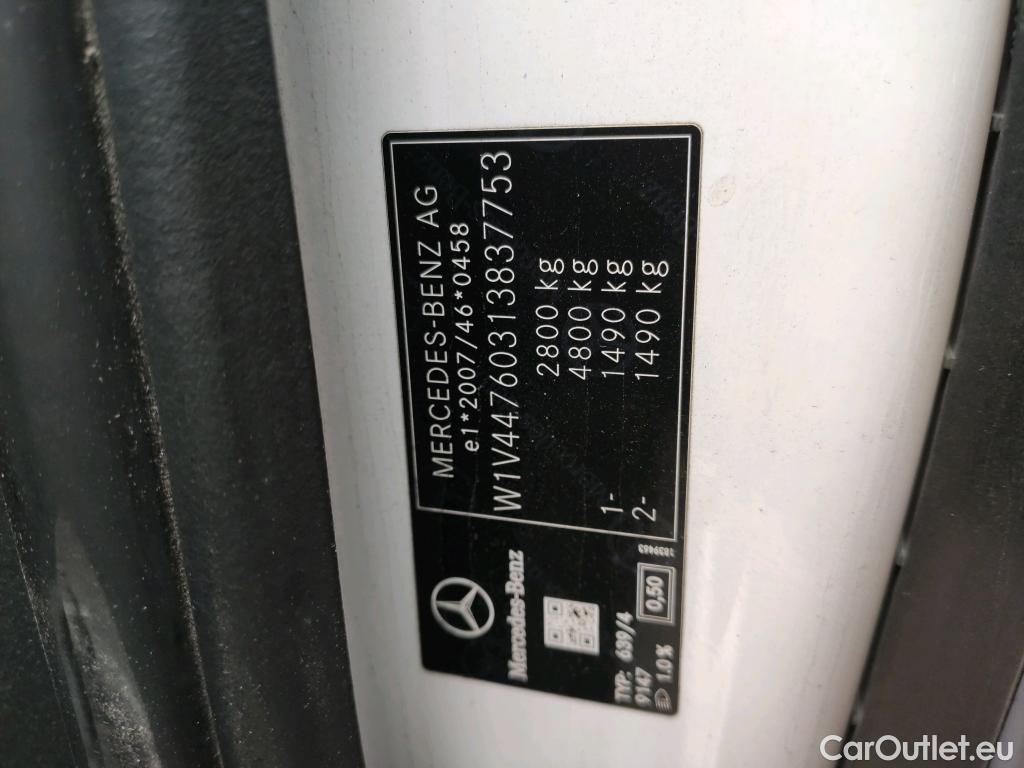 MERCEDES-BENZ AG
e1*2007/46*0458
W1V44760313837753
2800 kg
4800 kg
1- 1490 kg
2- 1490 kg
Mercedes-Benz
TYP: 639/4
9147
1.0 %
0,50
1839463
CarOutlet.eu